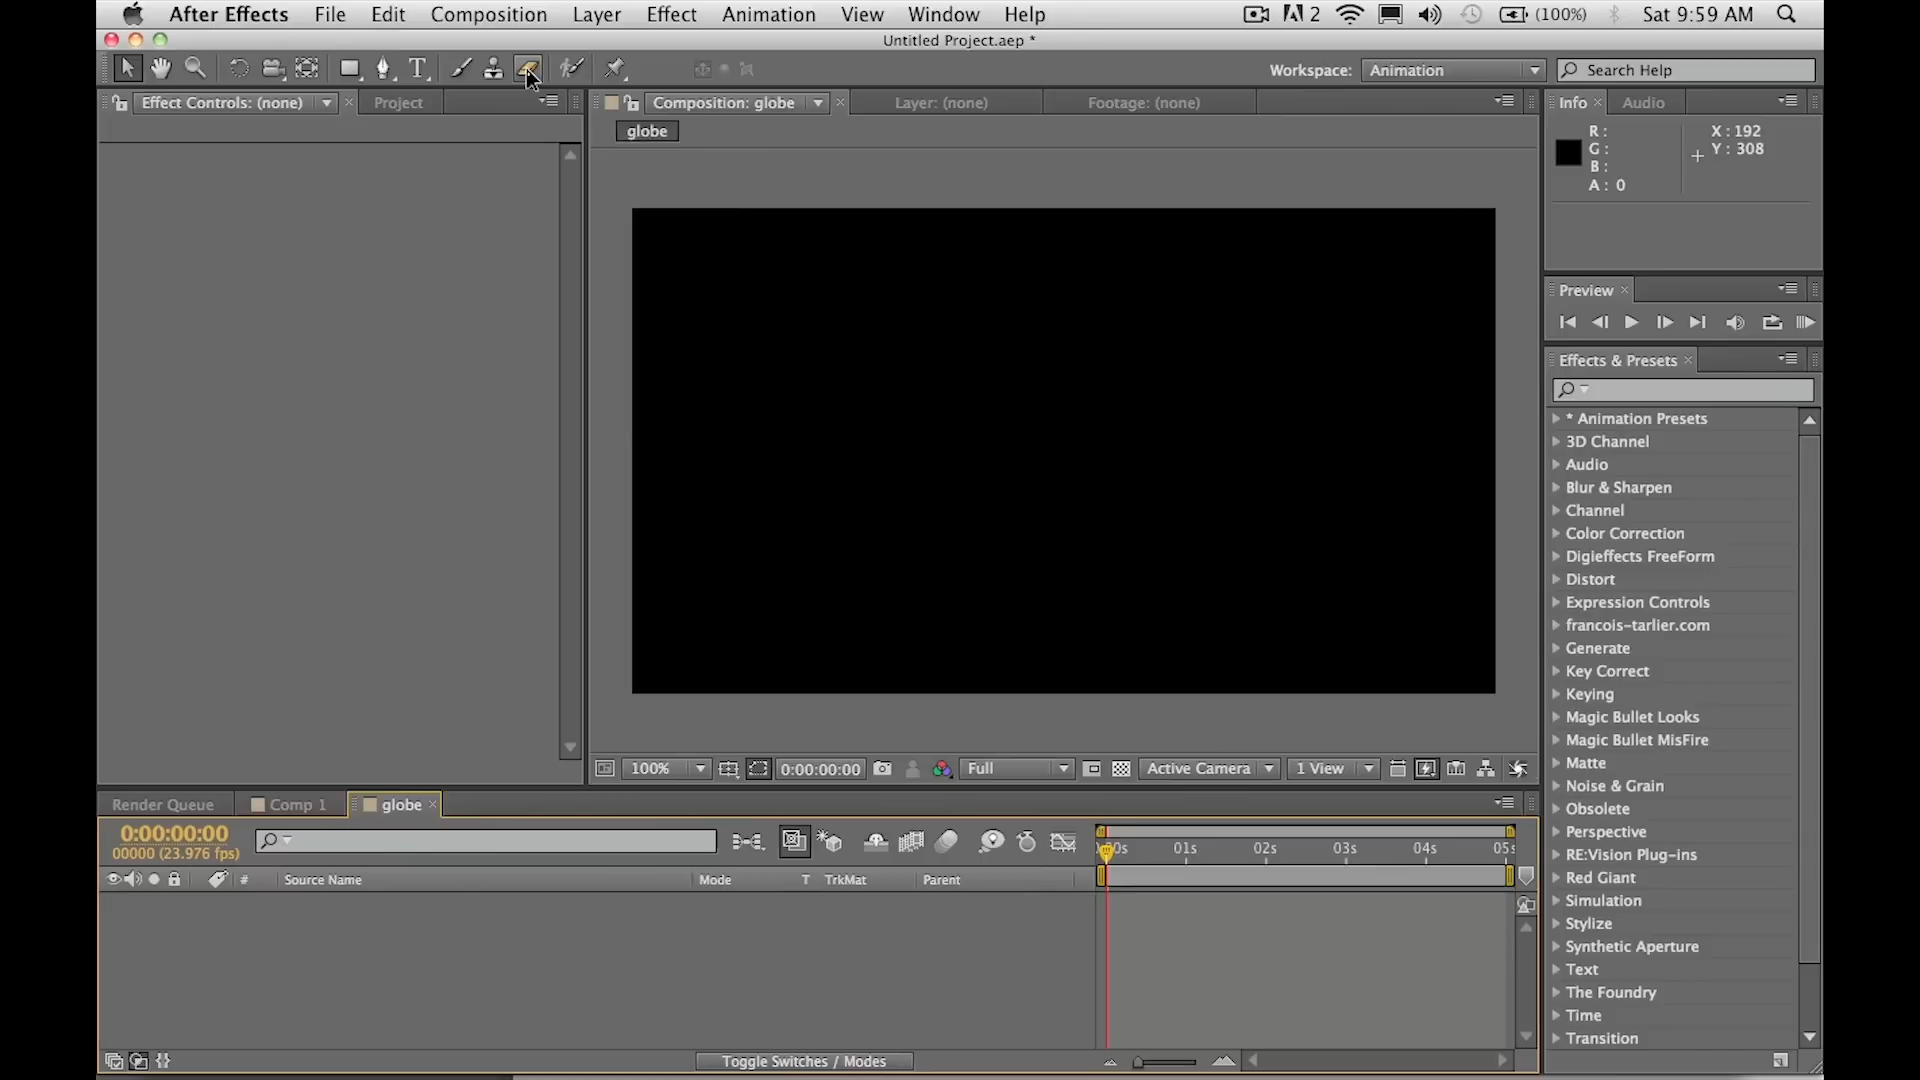 After Effects File Edit Composition Layer Effect Animation View Window Help 2 (100%) Sat 9:59 AM
Untitled Project.aep *
Workspace: Animation Search Help
Effect Controls: (none) Project Composition: globe Layer: (none) Footage: (none) Info Audio
globe
R :
G :
B :
A : 0
X : 192
Y : 308
Preview
Effects & Presets
* Animation Presets
3D Channel
Audio
Blur & Sharpen
Channel
Color Correction
Digieffects FreeForm
Distort
Expression Controls
francois-tarlier.com
Generate
Key Correct
Keying
Magic Bullet Looks
Magic Bullet MisFire
Matte
Noise & Grain
Obsolete
Perspective
RE:Vision Plug-ins
Red Giant
Simulation
Stylize
Synthetic Aperture
Text
The Foundry
Time
Transition
100% 0:00:00:00 Full Active Camera 1 View
Render Queue Comp 1 globe
0:00:00:00
00000 (23.976 fps)
01s 02s 03s 04s
# Source Name Mode T TrkMat Parent
Toggle Switches / Modes